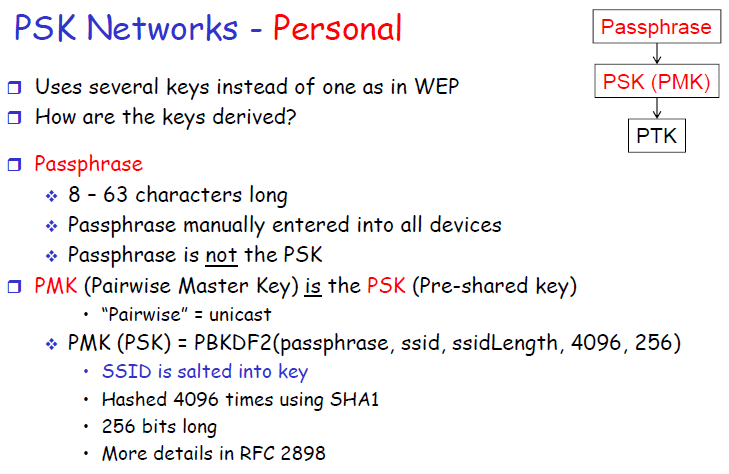 PSK Networks - Personal
Passphrase
PSK (PMK)
PTK
Uses several keys instead of one as in WEP
How are the keys derived?
Passphrase
8 – 63 characters long
Passphrase manually entered into all devices
Passphrase is not the PSK
PMK (Pairwise Master Key) is the PSK (Pre-shared key)
• “Pairwise” = unicast
PMK (PSK) = PBKDF2(passphrase, ssid, ssidLength, 4096, 256)
• SSID is salted into key
• Hashed 4096 times using SHA1
• 256 bits long
• More details in RFC 2898